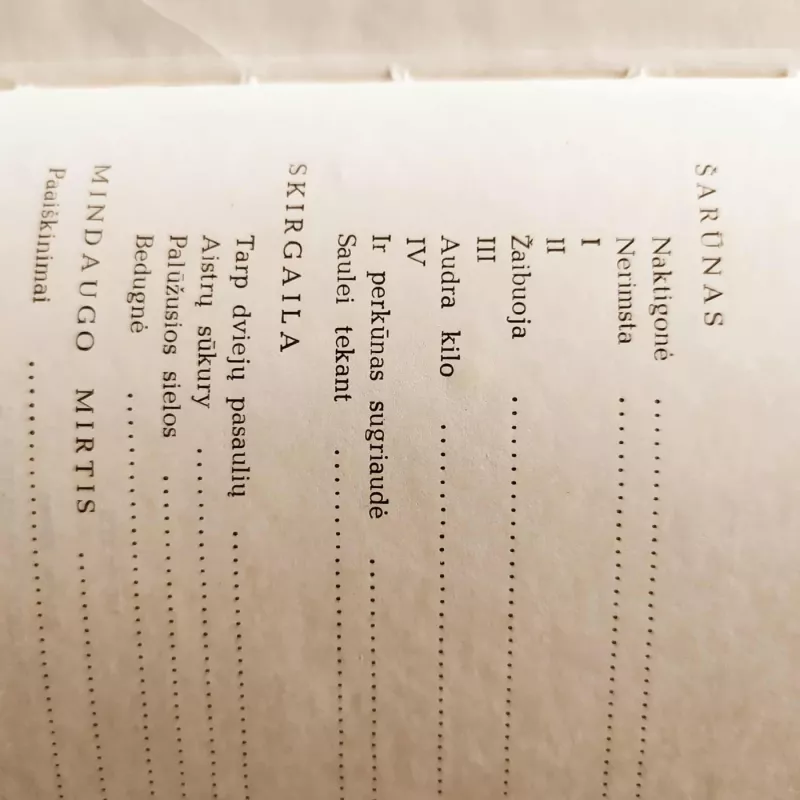 ŠARŪNAS
Naktigonė . . . . . . . . . . . . . . . . . . . .
Nerimsta . . . . . . . . . . . . . . . . . . . .
I
II
Žaibuoja . . . . . . . . . . . . . . . . . . . .
III
Audra kilo . . . . . . . . . . . . . . . . . . . .
IV
Ir perkūnas sugriaudė . . . . . . . . . . . . . .
Saulei tekant . . . . . . . . . . . . . . . . . .
SKIRGAILA
Tarp dviejų pasaulių . . . . . . . . . . . . . .
Aistrų sūkury . . . . . . . . . . . . . . . . . .
Palūžusios sielos . . . . . . . . . . . . . . . .
Bedugnė . . . . . . . . . . . . . . . . . . . .
MINDAUGO MIRTIS . . . . . . . . . . . . . .
Paaiškinimai . . . . . . . . . . . . . . . . . . . .